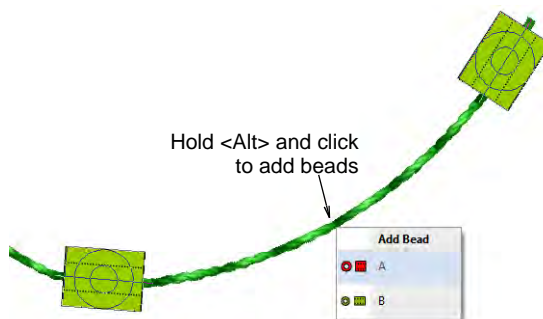 Hold <Alt> and click
to add beads
Add Bead
A
B